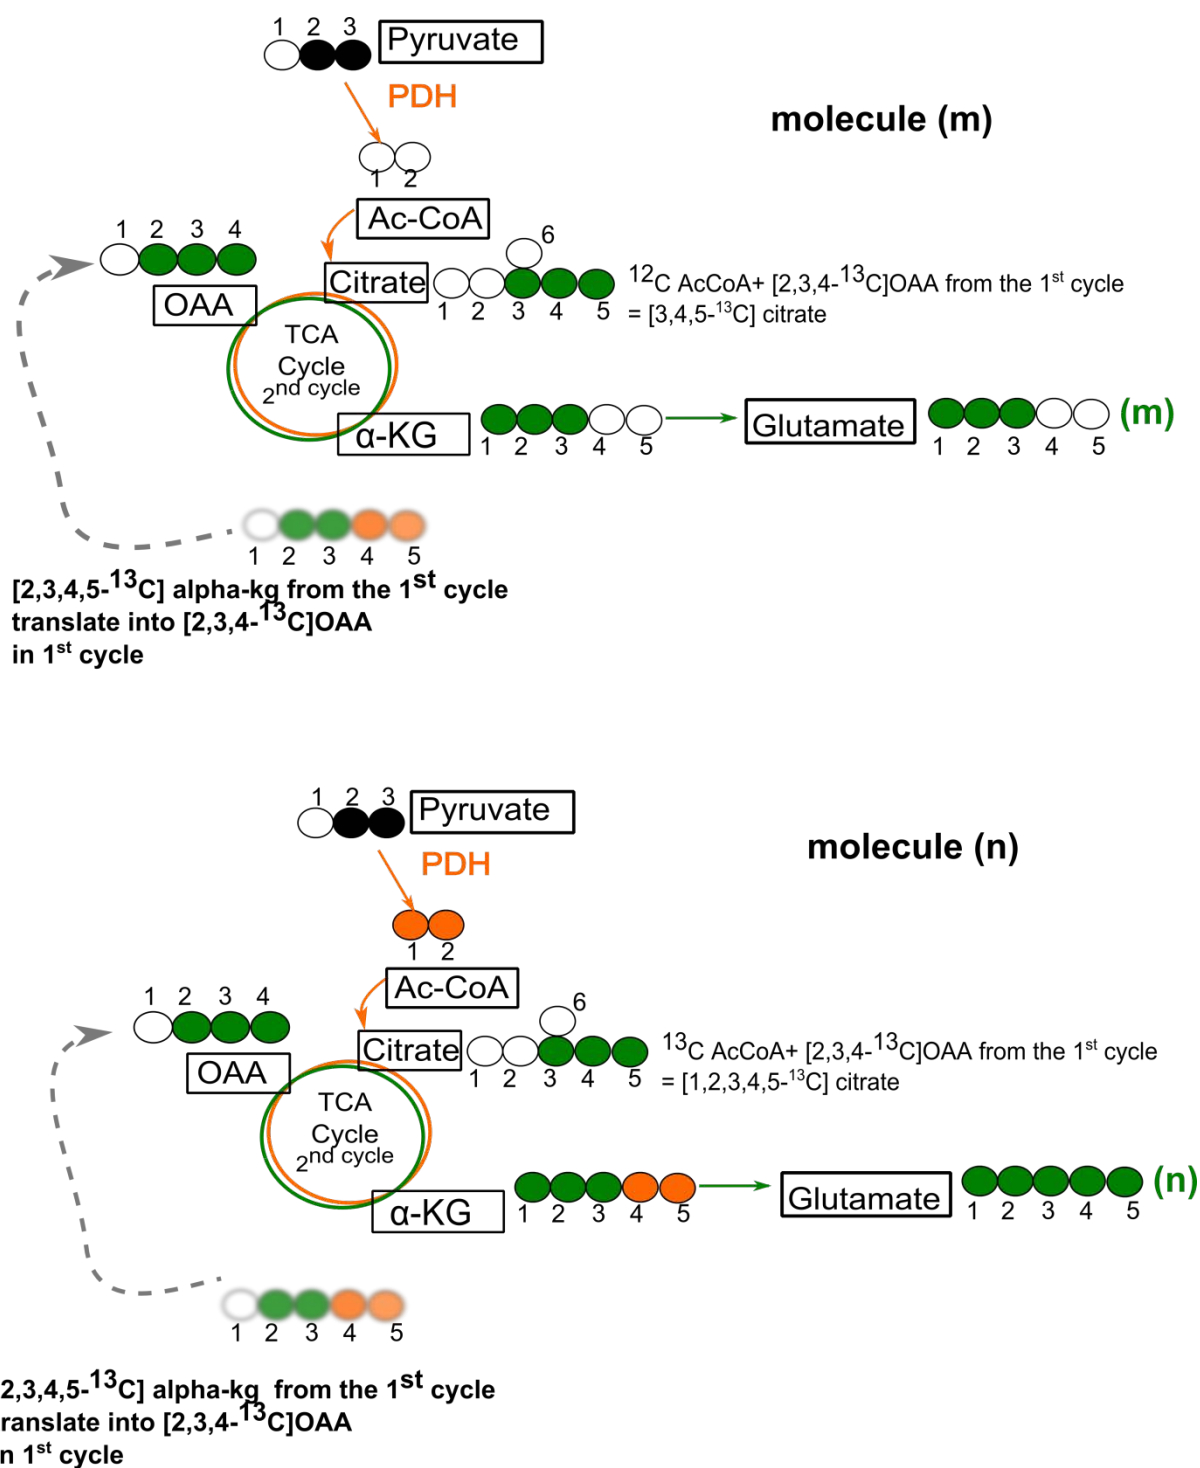 1 2 3
Pyruvate
PDH
molecule (m)
1 2
Ac-CoA
1 2 3 4
OAA
Citrate
6
1 2 3 4 5
12C AcCoA+ [2,3,4-13C]OAA from the 1st cycle
= [3,4,5-13C] citrate
TCA
Cycle
2nd cycle
α-KG
1 2 3 4 5
Glutamate
1 2 3 4 5
(m)
1 2 3 4 5
[2,3,4,5-13C] alpha-kg from the 1st cycle
translate into [2,3,4-13C]OAA
in 1st cycle
1 2 3
Pyruvate
PDH
molecule (n)
1 2
Ac-CoA
1 2 3 4
OAA
Citrate
6
1 2 3 4 5
13C AcCoA+ [2,3,4-13C]OAA from the 1st cycle
= [1,2,3,4,5-13C] citrate
TCA
Cycle
2nd cycle
α-KG
1 2 3 4 5
Glutamate
1 2 3 4 5
(n)
1 2 3 4 5
2,3,4,5-13C] alpha-kg from the 1st cycle
ranslate into [2,3,4-13C]OAA
n 1st cycle